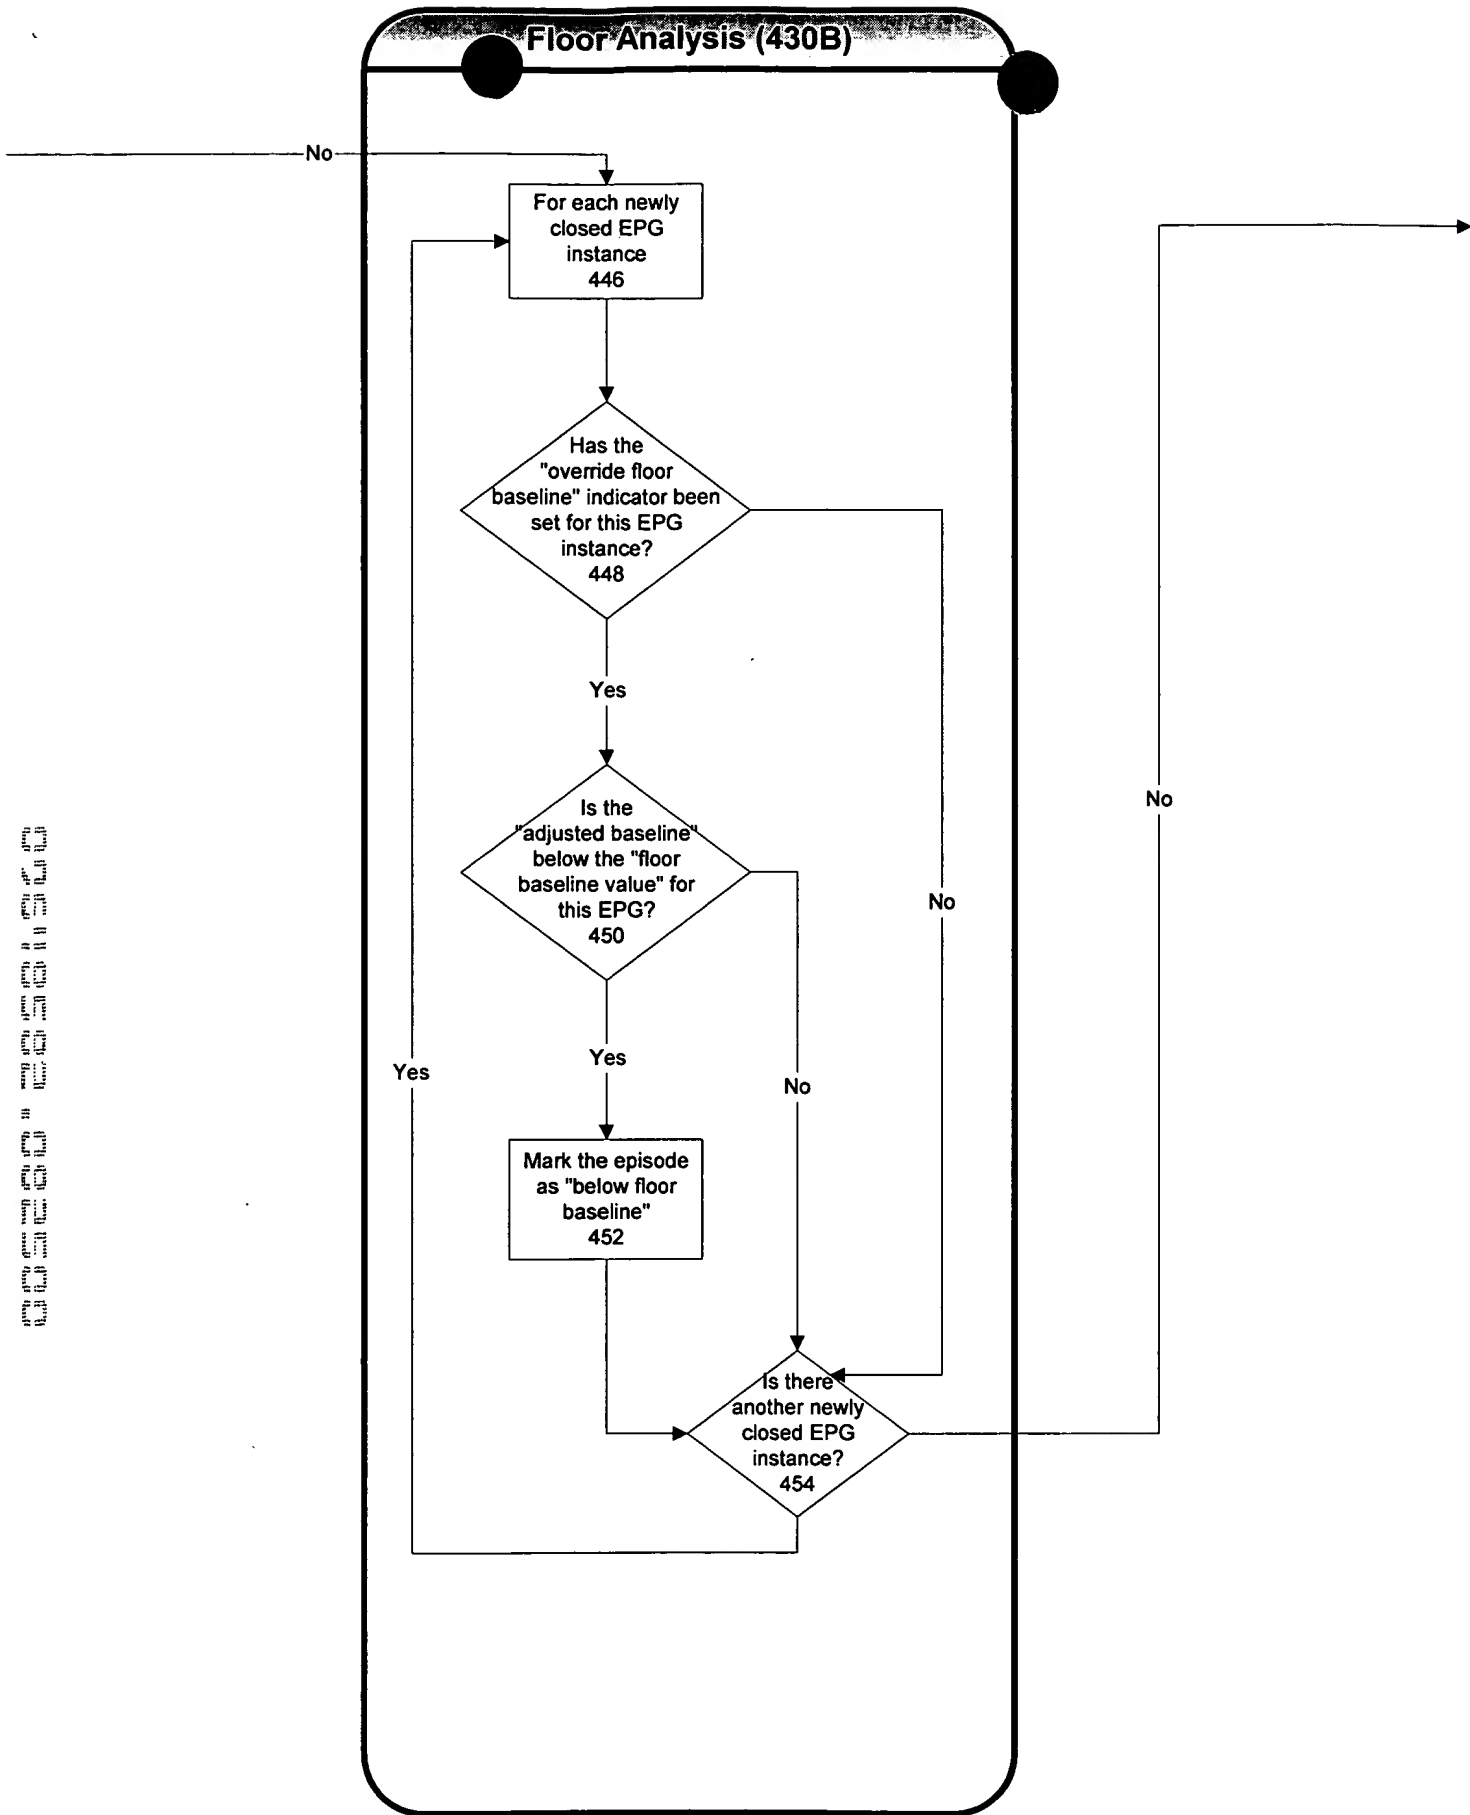 Floor Analysis (430B)
No
For each newly
closed EPG
instance
446
Has the
"override floor
baseline" indicator been
set for this EPG
instance?
448
Yes
Is the
"adjusted baseline"
below the "floor
baseline value" for
this EPG?
450
No
No
Yes
Yes
No
Mark the episode
as "below floor
baseline"
452
Is there
another newly
closed EPG
instance?
454